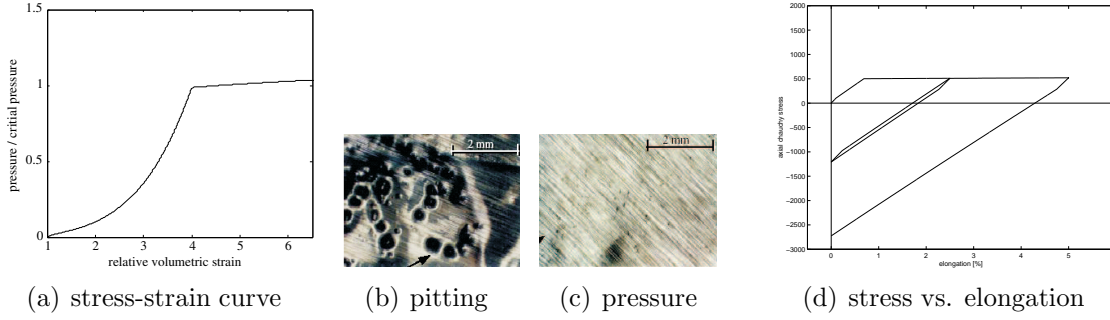 1.5
1
0.5
0
pressure / critial pressure
1 2 3 4 5 6
relative volumetric strain
(a) stress-strain curve
2 mm
(b) pitting
2 mm
(c) pressure
2000
1500
1000
500
0
−500
−1000
−1500
−2000
−2500
−3000
axial chauchy stress
0 1 2 3 4 5
elongation [%]
(d) stress vs. elongation